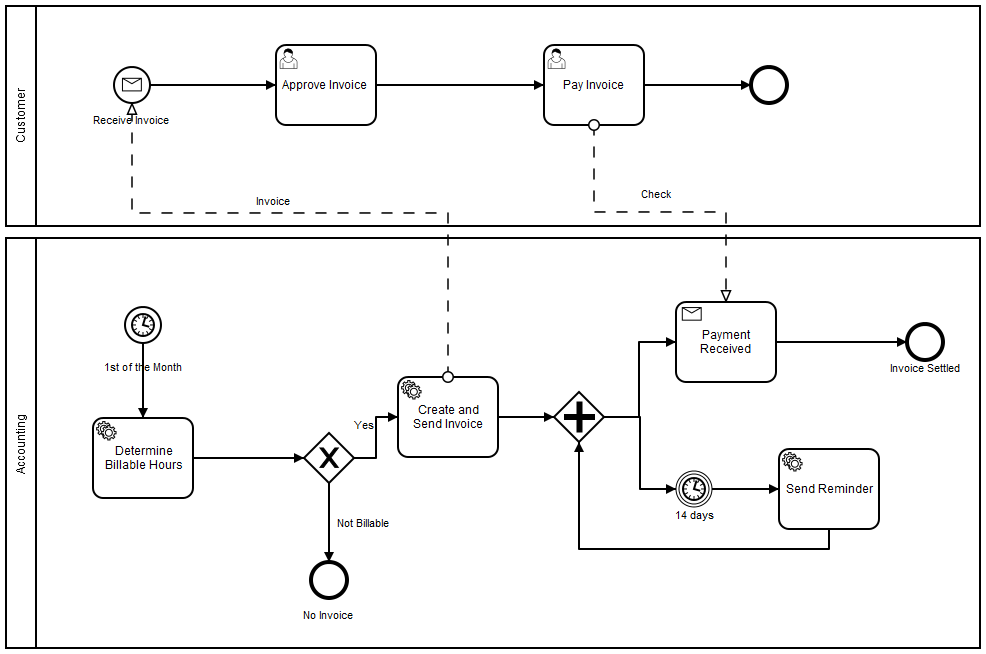 Customer
Approve Invoice
Pay Invoice
Receive Invoice
Invoice
Check
Accounting
1st of the Month
Payment
Received
Invoice Settled
Create and
Send Invoice
Yes
Determine
Billable Hours
X
Send Reminder
14 days
Not Billable
No Invoice